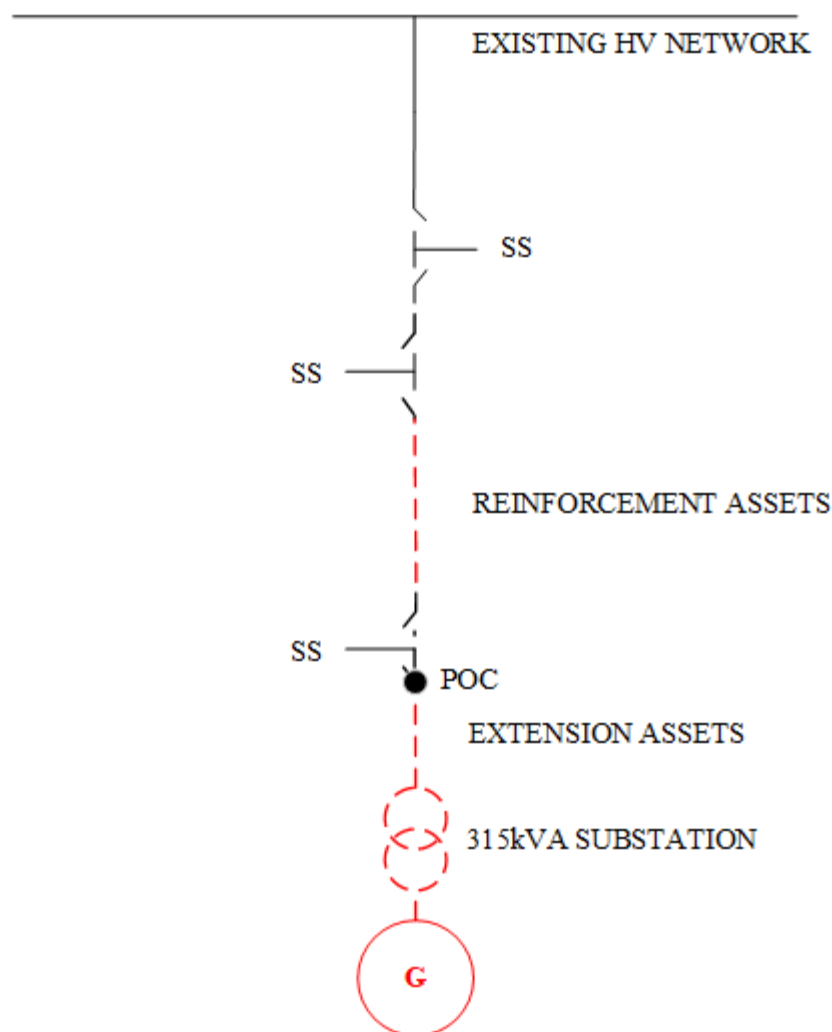 EXISTING HV NETWORK
SS
SS
REINFORCEMENT ASSETS
SS
POC
EXTENSION ASSETS
315kVA SUBSTATION
G